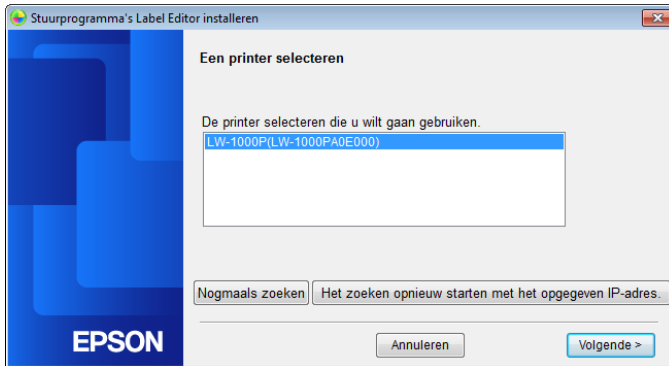 Stuurprogramma's Label Editor installeren
Een printer selecteren
De printer selecteren die u wilt gaan gebruiken.
LW-1000P(LW-1000PA0E000)
Nogmaals zoeken
Het zoeken opnieuw starten met het opgegeven IP-adres.
EPSON
Annuleren
Volgende >